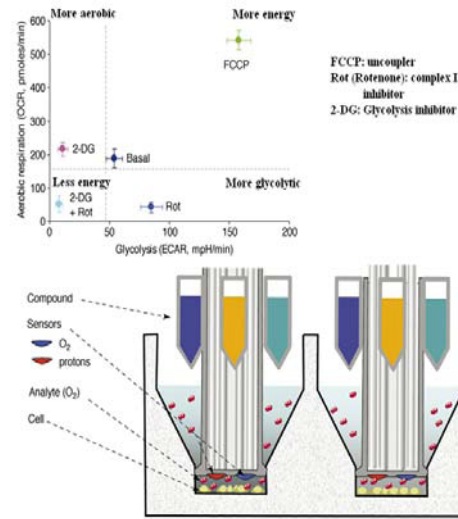 More aerobic
More energy
Aerobic respiration (OCR, pmoles/min)
600
500
400
300
200
100
0
FCCP
2-DG
Basal
Less energy
More glycolytic
2-DG
+ Rot
Rot
0
50
100
150
200
Glycolysis (ECAR, mpH/min)
FCCP: uncoupler
Rot (Rotenone): complex I
inhibitor
2-DG: Glycolysis inhibitor
Compound
Sensors
O2
protons
Analyte (O2)
Cell